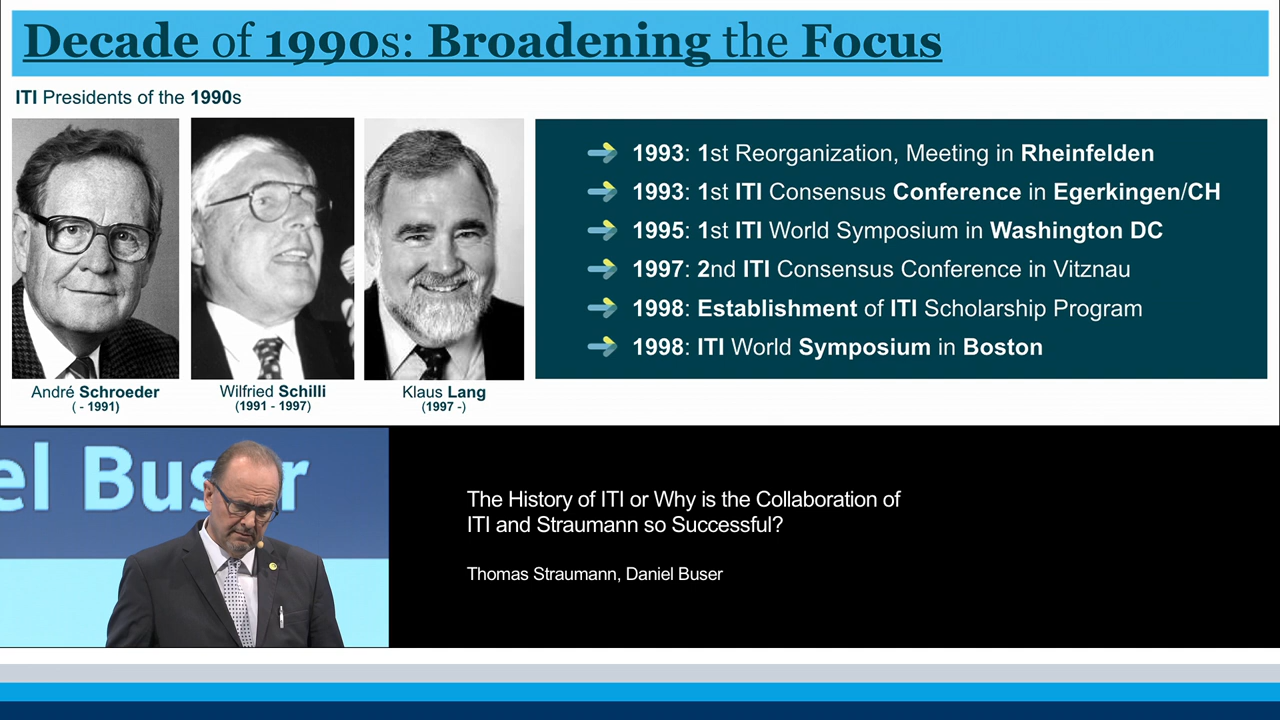 Decade of 1990s: Broadening the Focus
ITI Presidents of the 1990s
André Schroeder
( - 1991)
Wilfried Schilli
(1991 - 1997)
Klaus Lang
(1997 -)
1993: 1st Reorganization, Meeting in Rheinfelden
1993: 1st ITI Consensus Conference in Egerkingen/CH
1995: 1st ITI World Symposium in Washington DC
1997: 2nd ITI Consensus Conference in Vitznau
1998: Establishment of ITI Scholarship Program
1998: ITI World Symposium in Boston
el Buser
The History of ITI or Why is the Collaboration of
ITI and Straumann so Successful?
Thomas Straumann, Daniel Buser